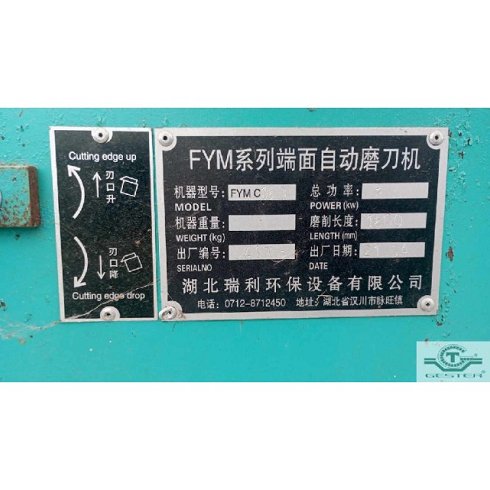 Cutting edge up
刃口升
刃口降
Cutting edge drop
FYM系列端面自动磨刀机
机器型号: FYM C 总功率:
MODEL POWER(kw)
机器重量: 磨削长度:
WEIGHT(kg) LENGTH(mm)
出厂编号: 出厂日期:
SERIALNO DATE
湖北瑞利环保设备有限公司
电话: 0712-8712450 地址: 湖北省汉川市脉旺镇
GESTER